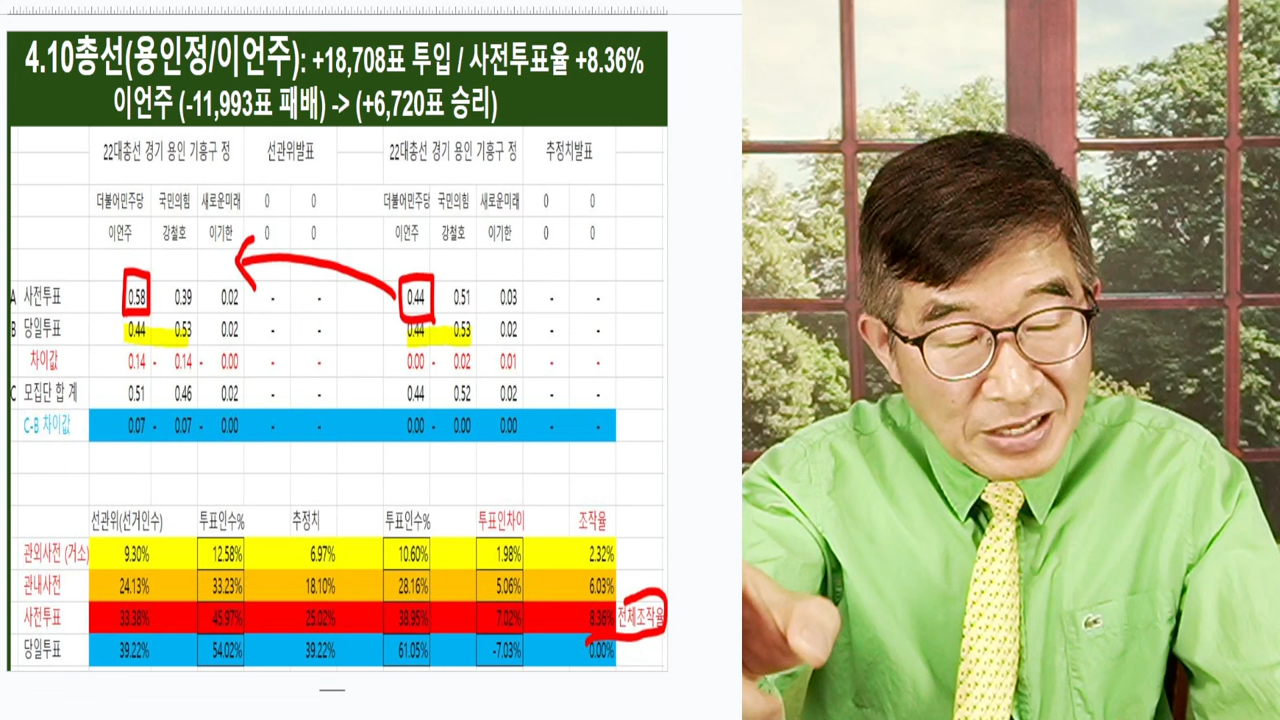 4.10총선(용인정/이언주): +18,708표 투입 / 사전투표율 +8.36%
이언주 (-11,993표 패배) -> (+6,720표 승리)
22대총선 경기 용인 기흥구 정 선관위발표 22대총선 경기 용인 기흥구 정 추정치발표
더불어민주당 국민의힘 새로운미래 0 0 더불어민주당 국민의힘 새로운미래 0 0
이언주 강철호 이기한 0 0 이언주 강철호 이기한 0 0
A 사전투표 0.58 0.39 0.02 - - 0.44 0.51 0.03 - -
B 당일투표 0.44 0.53 0.02 - - 0.44 0.53 0.02 - -
차이값 0.14 - 0.14 - 0.00 - - 0.00 - 0.02 0.01 - -
C 모집단 합 계 0.51 0.46 0.02 - - 0.44 0.52 0.02 - -
C-B 차이값 0.07 - 0.07 - 0.00 - - 0.00 - 0.00 0.00 - -
선관위(선거인수) 투표인수% 추정치 투표인수% 투표인차이 조작율
관외사전 (거소) 9.30% 12.58% 6.97% 10.60% 1.98% 2.32%
관내사전 24.13% 33.23% 18.10% 28.16% 5.06% 6.03%
사전투표 33.38% 45.97% 25.02% 38.95% 7.02% 8.36% 전체조작율
당일투표 39.22% 54.02% 39.22% 61.05% -7.03% 0.00%